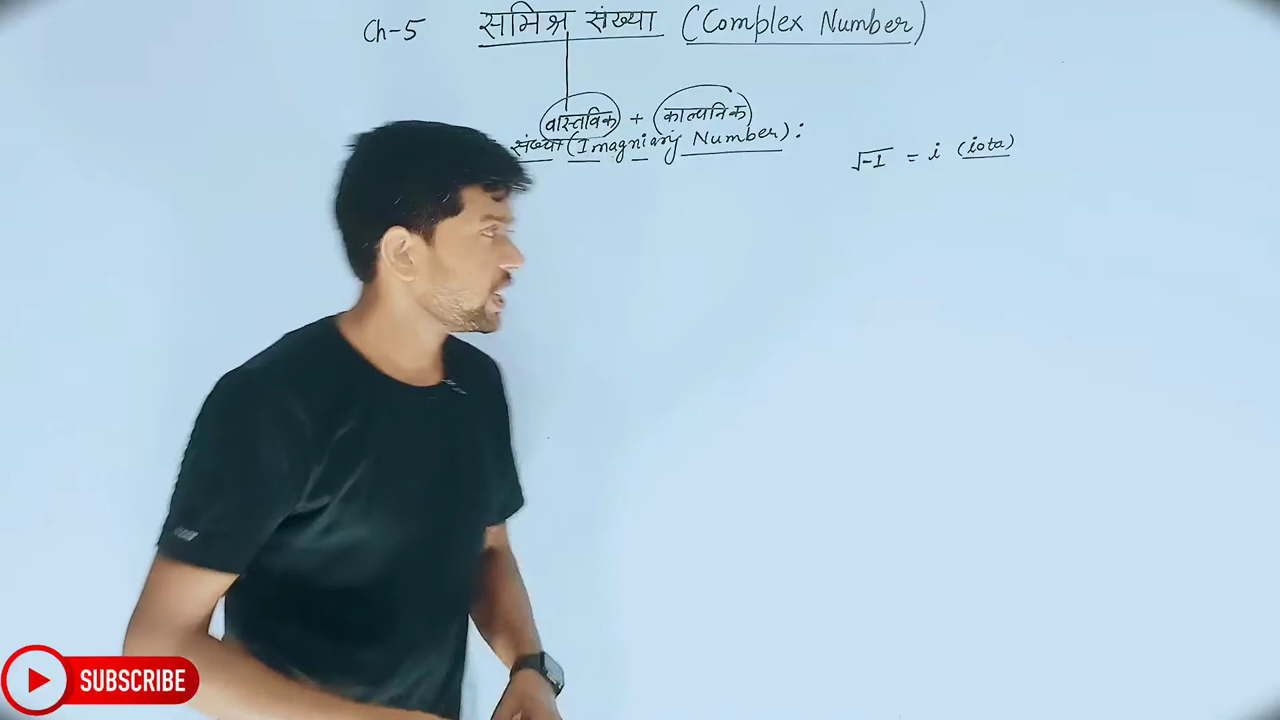 Ch-5 समिश्र संख्या (Complex Number)
वास्तविक + काल्पनिक
संख्या (Imagniary Number) :
√-1 = i (iota)
SUBSCRIBE